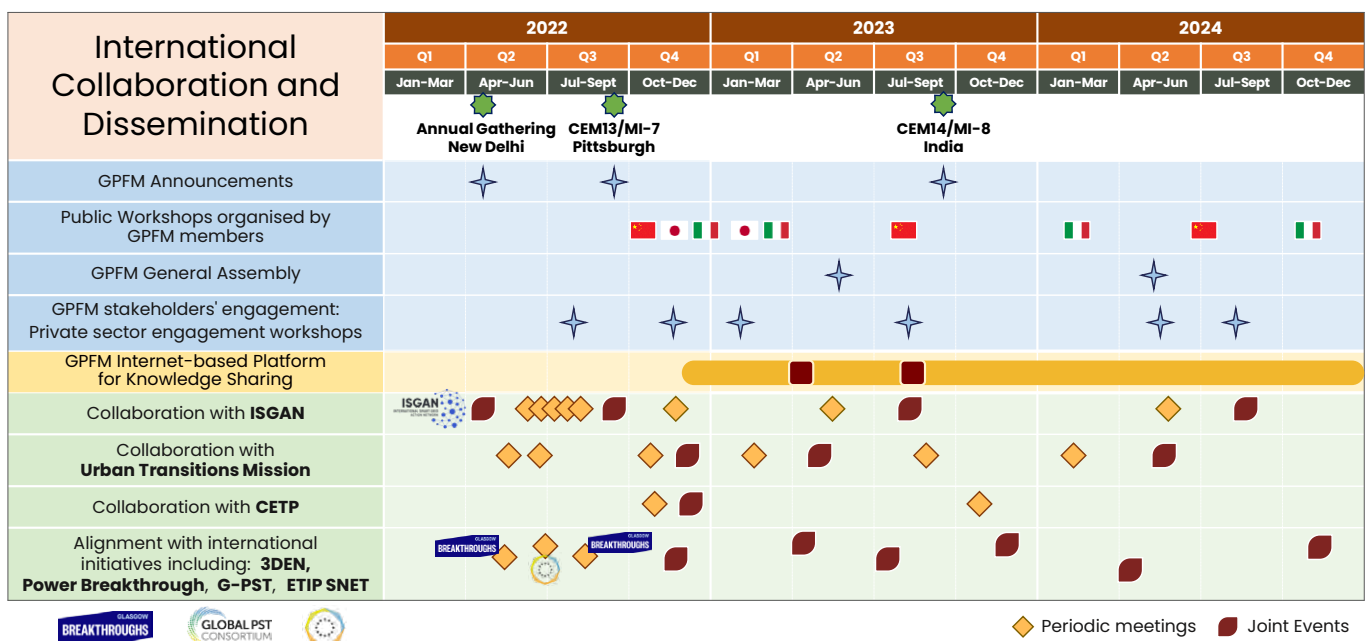 International
Collaboration and
Dissemination
2022
2023
2024
Q1
Q2
Q3
Q4
Q1
Q2
Q3
Q4
Q1
Q2
Q3
Q4
Jan-Mar
Apr-Jun
Jul-Sept
Oct-Dec
Jan-Mar
Apr-Jun
Jul-Sept
Oct-Dec
Jan-Mar
Apr-Jun
Jul-Sept
Oct-Dec
Annual Gathering
New Delhi
CEM13/MI-7
Pittsburgh
CEM14/MI-8
India
GPFM Announcements
Public Workshops organised by
GPFM members
GPFM General Assembly
GPFM stakeholders' engagement:
Private sector engagement workshops
GPFM Internet-based Platform
for Knowledge Sharing
Collaboration with ISGAN
ISGAN
INTERNATIONAL SMART GRID
ACTION NETWORK
Collaboration with
Urban Transitions Mission
Collaboration with CETP
Alignment with international
initiatives including: 3DEN,
Power Breakthrough, G-PST, ETIP SNET
GLASGOW
BREAKTHROUGHS
GLASGOW
BREAKTHROUGHS
GLASGOW
BREAKTHROUGHS
GLOBAL PST
CONSORTIUM
Periodic meetings
Joint Events